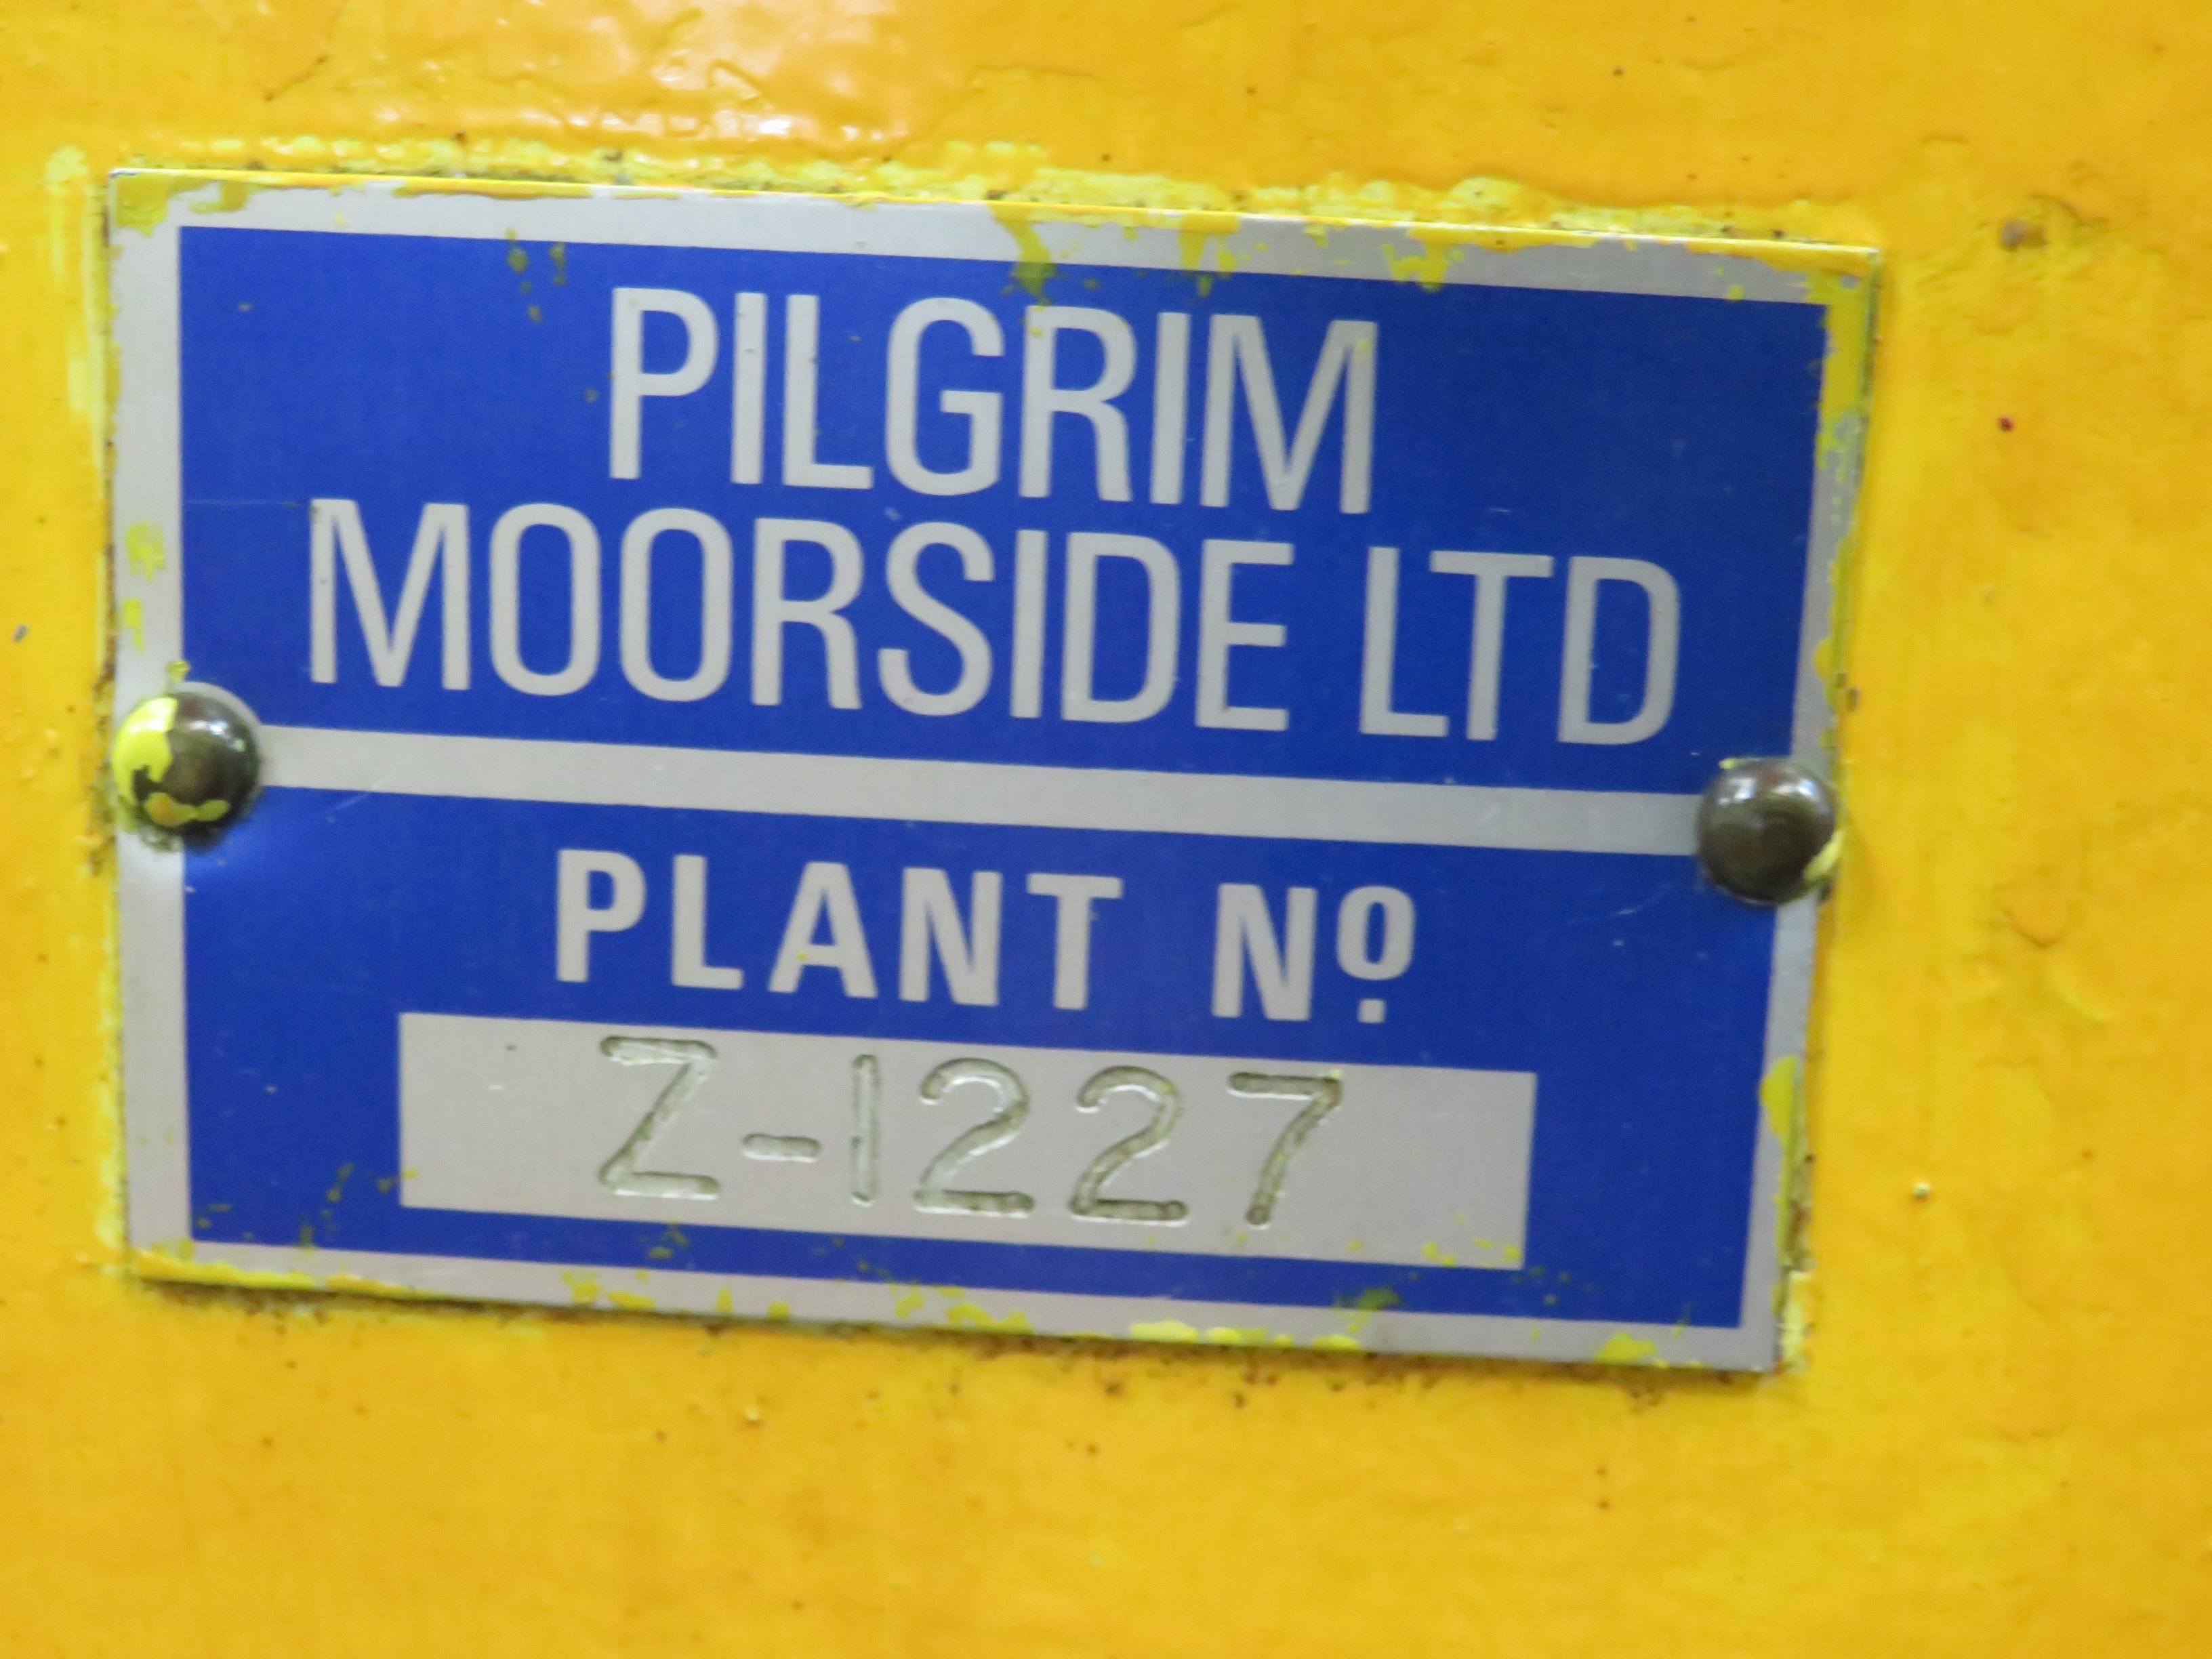 PILGRIM
MOORSIDE LTD
PLANT Nº
Z-1227